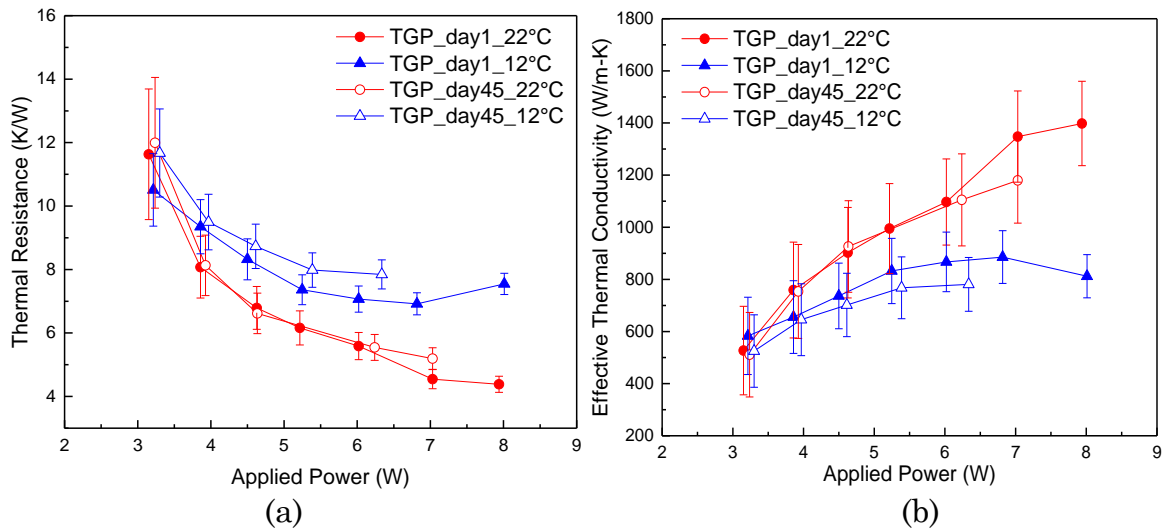 Thermal Resistance (K/W)
16
14
12
10
8
6
4
2 3 4 5 6 7 8 9
Applied Power (W)
TGP_day1_22°C
TGP_day1_12°C
TGP_day45_22°C
TGP_day45_12°C
(a)
Effective Thermal Conductivity (W/m-K)
1800
1600
1400
1200
1000
800
600
400
200
2 3 4 5 6 7 8 9
Applied Power (W)
TGP_day1_22°C
TGP_day1_12°C
TGP_day45_22°C
TGP_day45_12°C
(b)